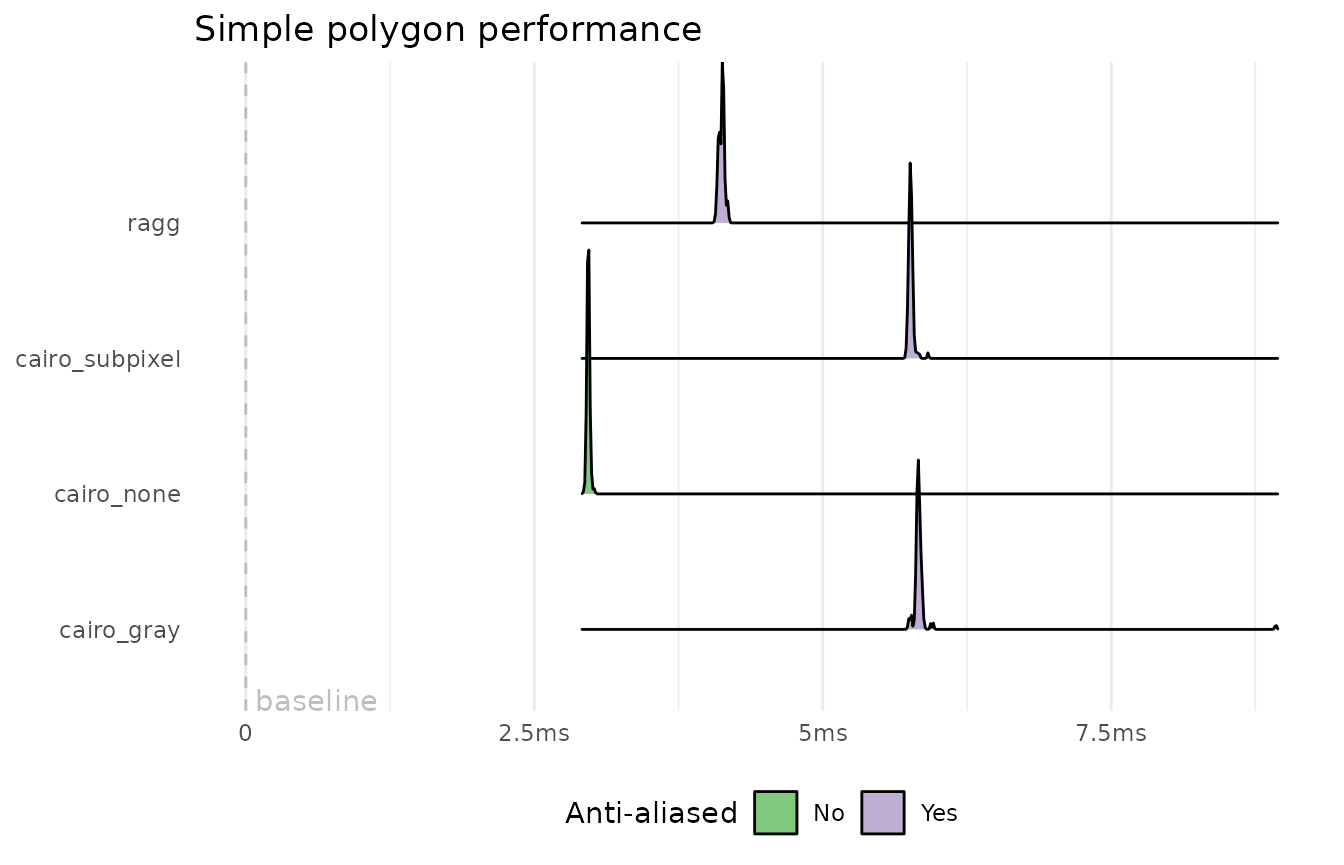 Simple polygon performance
ragg
cairo_subpixel
cairo_none
cairo_gray
baseline
0 2.5ms 5ms 7.5ms
Anti-aliased No Yes